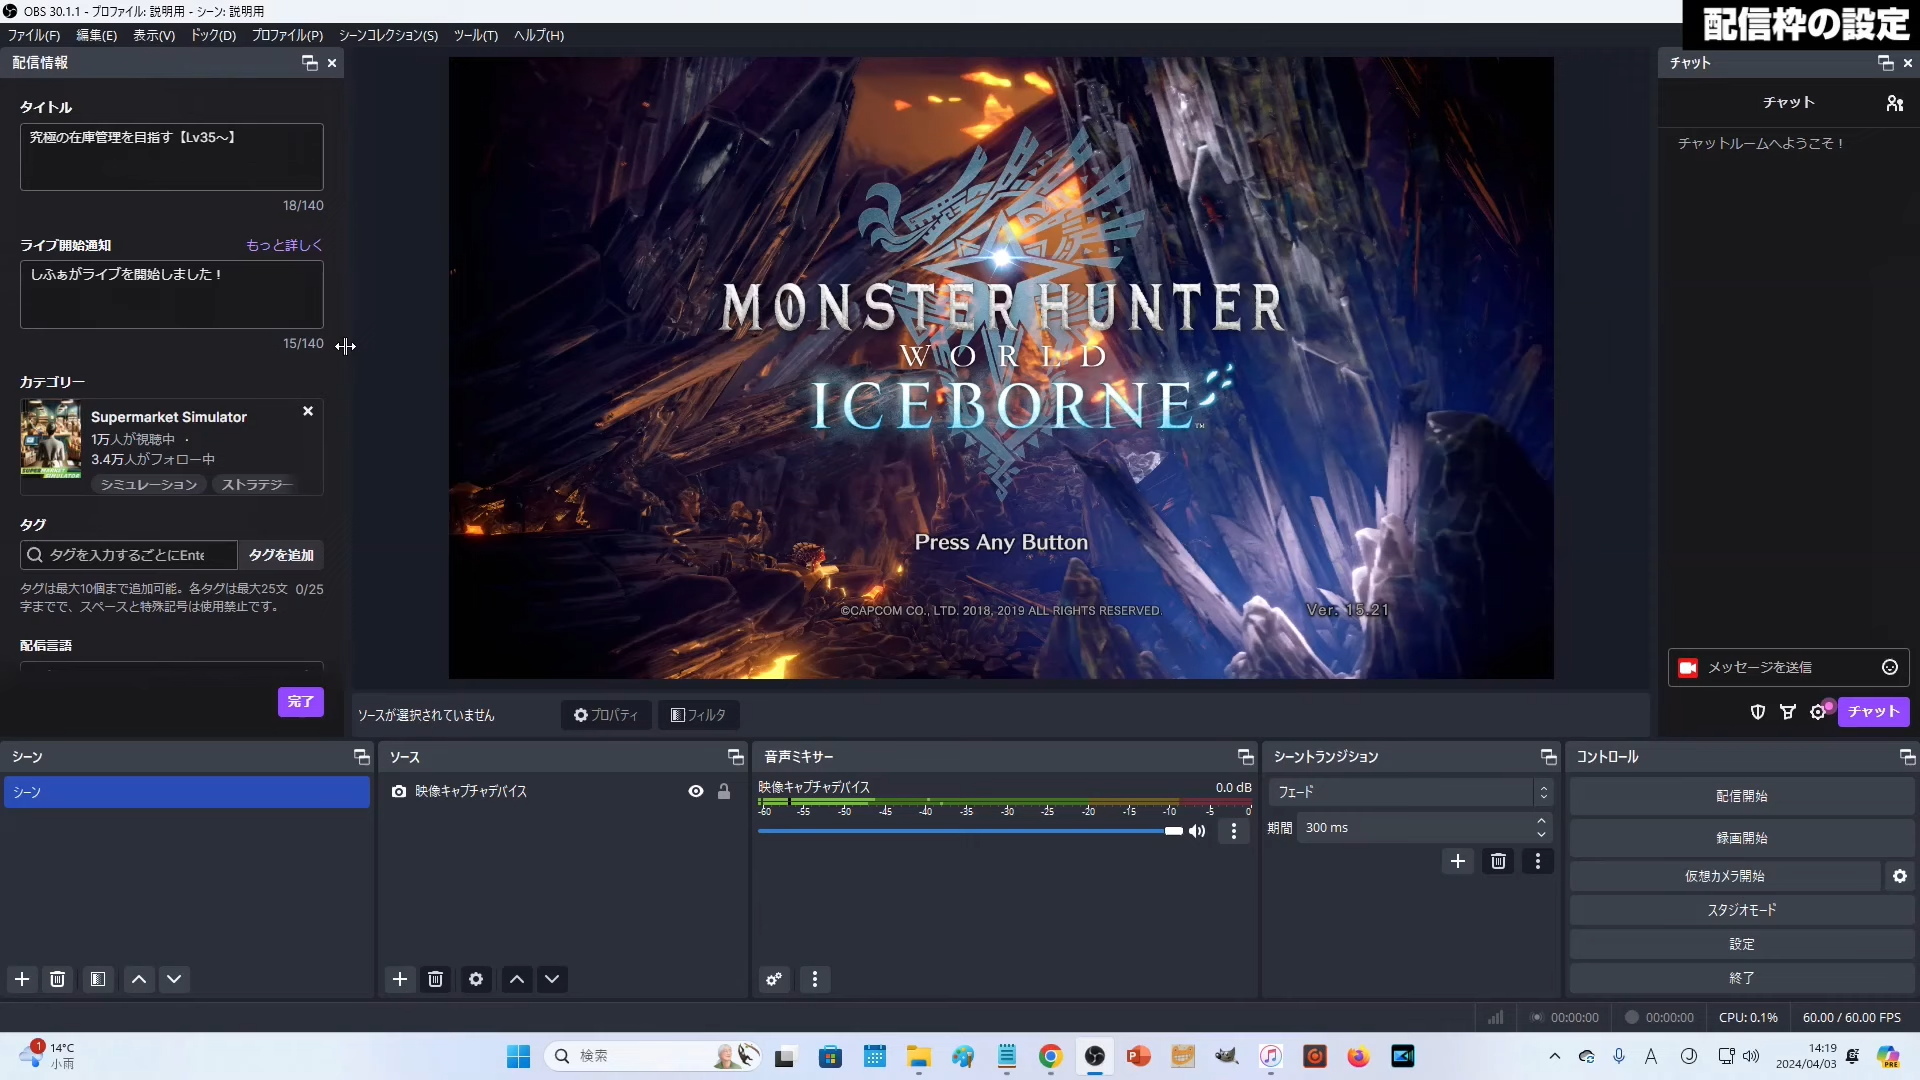 OBS 30.1.1 - プロファイル: 説明用 - シーン: 説明用
配信枠の設定
ファイル(F) 編集(E) 表示(V) ドック(D) プロファイル(P) シーンコレクション(S) ツール(T) ヘルプ(H)
配信情報
タイトル
究極の在庫管理を目指す【Lv35～】
18/140
ライブ開始通知 もっと詳しく
しふぁがライブを開始しました！
15/140
カテゴリー
Supermarket Simulator
1万人が視聴中 ・
3.4万人がフォロー中
シミュレーション ストラテジー
タグ
タグを入力するごとにEnte タグを追加
タグは最大10個まで追加可能。各タグは最大25文 0/25
字までで、スペースと特殊記号は使用禁止です。
配信言語
完了
MONSTER HUNTER
WORLD
ICEBORNE™
Press Any Button
©CAPCOM CO., LTD. 2018, 2019 ALL RIGHTS RESERVED.
Ver. 15.21
チャット
チャット
チャットルームへようこそ！
メッセージを送信
チャット
ソースが選択されていません プロパティ フィルタ
シーン
シーン
ソース
映像キャプチャデバイス
音声ミキサー
映像キャプチャデバイス 0.0 dB
-60 -55 -50 -45 -40 -35 -30 -25 -20 -15 -10 -5 0
シーントランジション
フェード
期間 300 ms
コントロール
配信開始
録画開始
仮想カメラ開始
スタジオモード
設定
終了
00:00:00 00:00:00 CPU: 0.1% 60.00 / 60.00 FPS
1
14°C
小雨
検索
A
14:19
2024/04/03
PRE